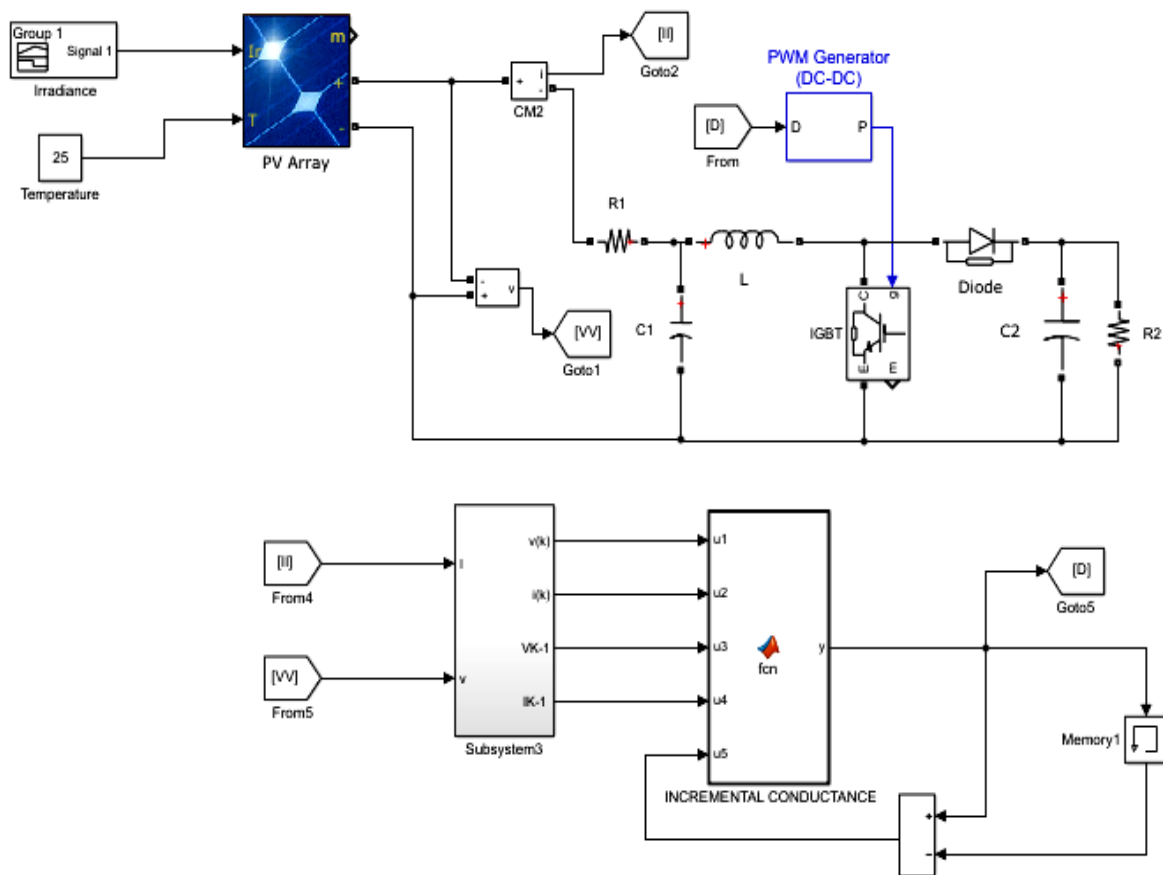 Group 1
Signal 1
Irradiance
25
Temperature
Ir
T
m
+
-
PV Array
+
i
-
CM2
[II]
Goto2
PWM Generator
(DC-DC)
[D]
From
D
P
R1
+
-
+
v
[VV]
Goto1
+
C1
+
L
C
g
IGBT
E
m
Diode
+
C2
R2
+
[II]
From4
[VV]
From5
I
v
v(k)
i(k)
VK-1
IK-1
Subsystem3
u1
u2
u3
u4
u5
fcn
y
INCREMENTAL CONDUCTANCE
[D]
Goto5
Memory1
+
−